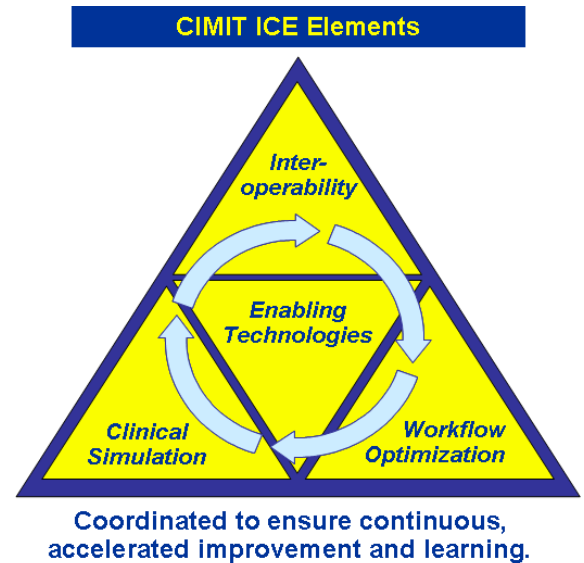 CIMIT ICE Elements
Inter-
operability
Enabling
Technologies
Clinical
Simulation
Workflow
Optimization
Coordinated to ensure continuous,
accelerated improvement and learning.